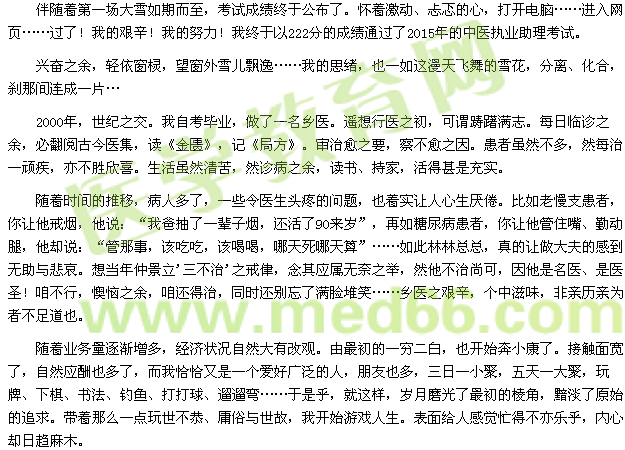 伴随着第一场大雪如期而至，考试成绩终于公布了。怀着激动、忐忑的心，打开电脑……进入网
页……过了！我的艰辛！我的努力！我终于以222分的成绩通过了2015年的中医执业助理考试。
兴奋之余，轻依窗棂，望窗外雪儿飘逸……我的思绪，也一如这漫天飞舞的雪花，分离、化合，
刹那间连成一片…
2000年，世纪之交。我自考毕业，做了一名乡医。遥想行医之初，可谓踌躇满志。每日临诊之
余，必翻阅古今医集，读《金匮》，记《局方》。审治愈之要，察不愈之因。患者虽然不多，然每治
一顽疾，亦不胜欣喜。生活虽然清苦，然诊病之余，读书、持家，活得甚是充实。
随着时间的推移，病人多了，一些令医生头疼的问题，也着实让人心生厌倦。比如老慢支患者，
你让他戒烟，他说：“我爸抽了一辈子烟，还活了90来岁”，再如糖尿病患者，你让他管住嘴、勤动
腿，他却说：“管那事，该吃吃，该喝喝，哪天死哪天算”……如此林林总总，真的让做大夫的感到
无助与悲哀。想当年仲景立'三不治'之戒律，念其应属无奈之举，然他不治尚可，因他是名医、是医
圣！咱不行，懊恼之余，咱还得治，同时还别忘了满脸堆笑……乡医之艰辛，个中滋味，非亲历亲为
者不足道也。
随着业务量逐渐增多，经济状况自然大有改观。由最初的一穷二白，也开始奔小康了。接触面宽
了，自然应酬也多了，而我恰恰又是一个爱好广泛的人，朋友也多，三日一小聚，五天一大聚，玩
牌、下棋、书法、钓鱼、打打球、遛遛弯……于是乎，就这样，岁月磨光了最初的棱角，黯淡了原始
的追求。带着那么一点玩世不恭、庸俗与世故，我开始游戏人生。表面给人感觉忙得不亦乐乎，内心
却日趋麻木。
医学教育网
www.med66.com